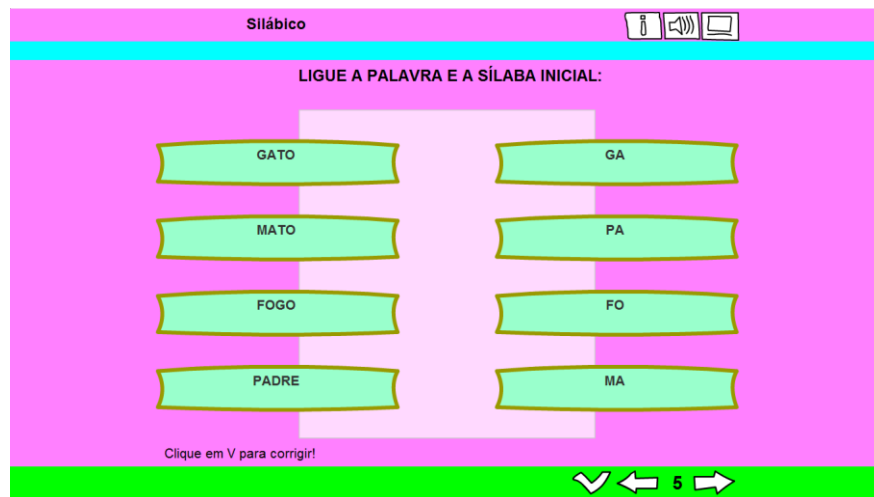 Silábico
LIGUE A PALAVRA E A SÍLABA INICIAL:
GATO GA
MATO PA
FOGO FO
PADRE MA
Clique em V para corrigir!
5